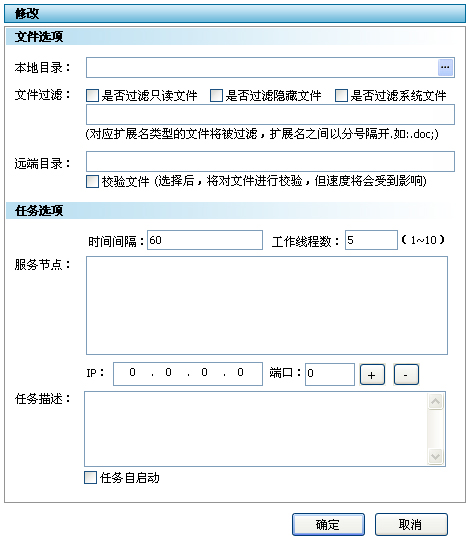 修改
文件选项
本地目录： ...
文件过滤： 是否过滤只读文件 是否过滤隐藏文件 是否过滤系统文件
(对应扩展名类型的文件将被过滤，扩展名之间以分号隔开.如:.doc;)
远端目录：
校验文件 (选择后，将对文件进行校验，但速度将会受到影响)
任务选项
时间间隔：60 工作线程数：5 (1~10)
服务节点：
IP： 0 . 0 . 0 . 0 端口：0 + -
任务描述：
任务自启动
确定 取消